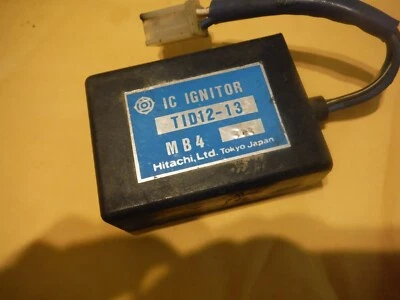 IC IGNITOR
TID12-13
MB4
Hitachi,Ltd. Tokyo Japan